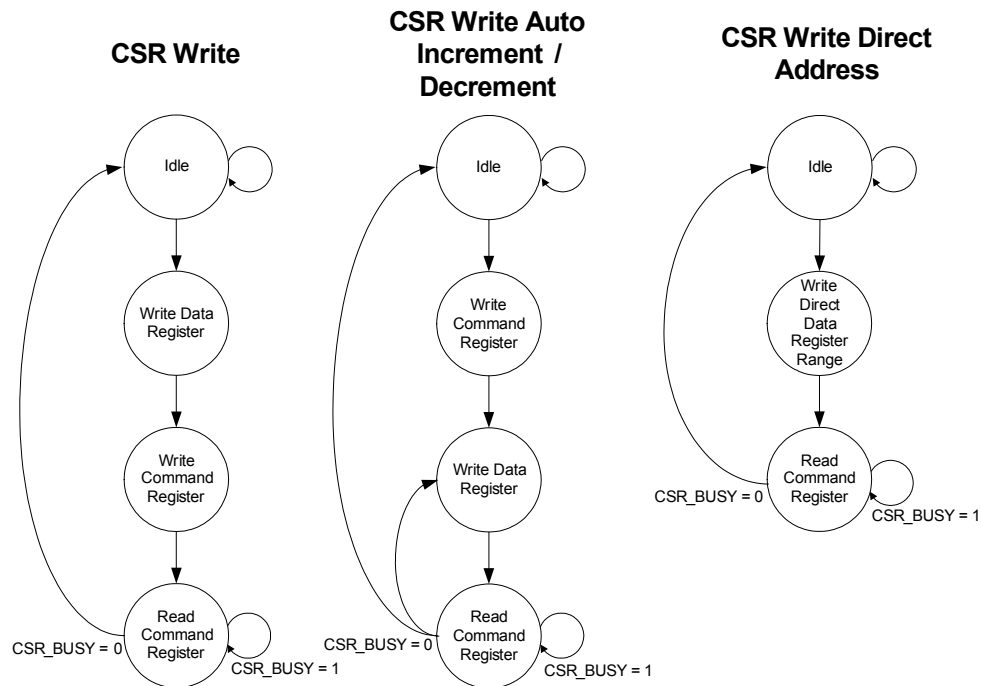 CSR Write
Idle
Write Data
Register
Write
Command
Register
Read
Command
Register
CSR_BUSY = 0
CSR_BUSY = 1
CSR Write Auto
Increment /
Decrement
Idle
Write
Command
Register
Write Data
Register
Read
Command
Register
CSR_BUSY = 0
CSR_BUSY = 1
CSR Write Direct
Address
Idle
Write
Direct
Data
Register
Range
Read
Command
Register
CSR_BUSY = 0
CSR_BUSY = 1